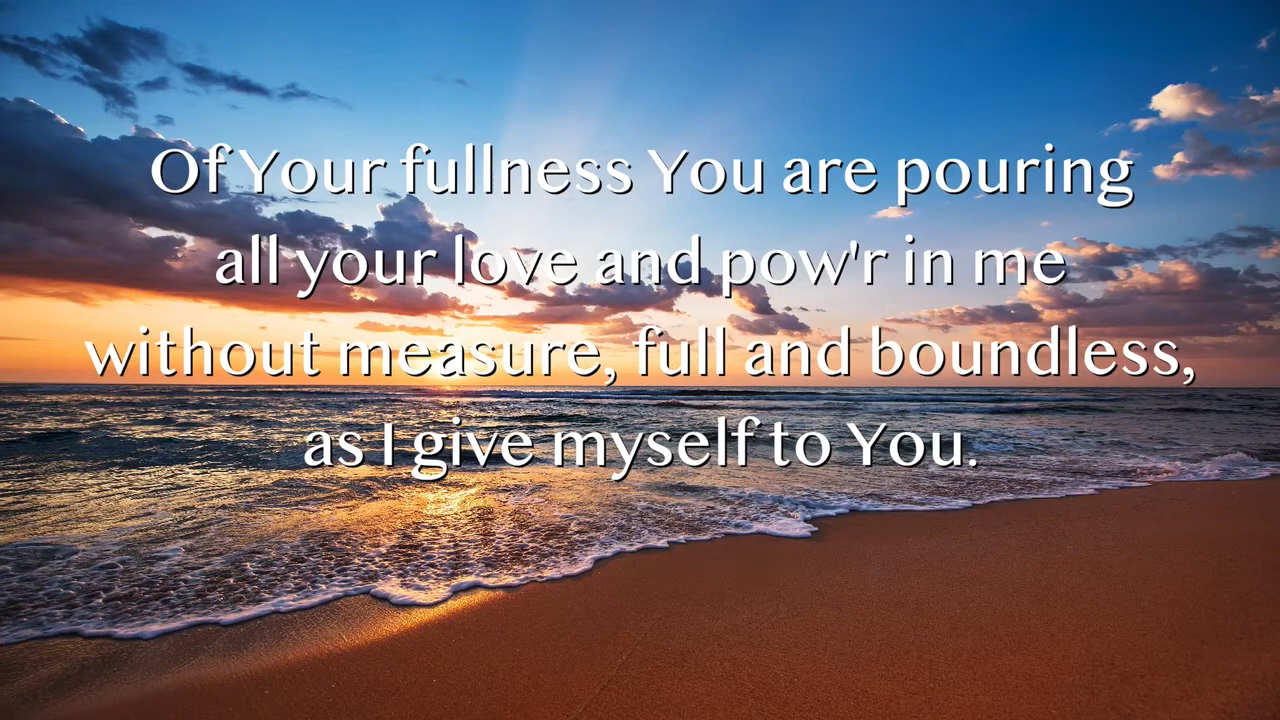 Of Your fullness You are pouring
all your love and pow'r in me
without measure, full and boundless,
as I give myself to You.